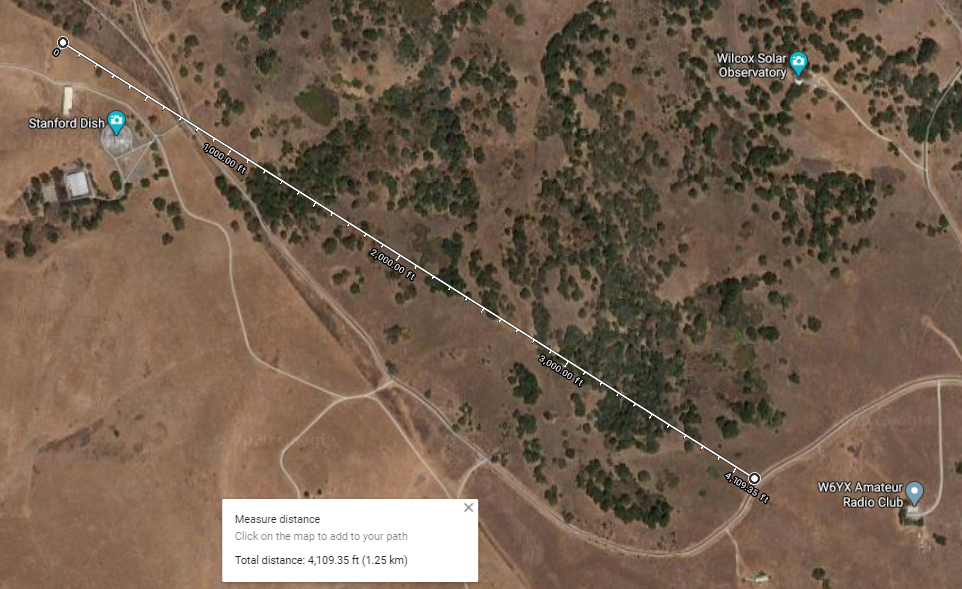 0
Wilcox Solar
Observatory
Stanford Dish
1,000.00 ft
2,000.00 ft
3,000.00 ft
4,109.35 ft
W6YX Amateur
Radio Club
Measure distance
Click on the map to add to your path
Total distance: 4,109.35 ft (1.25 km)